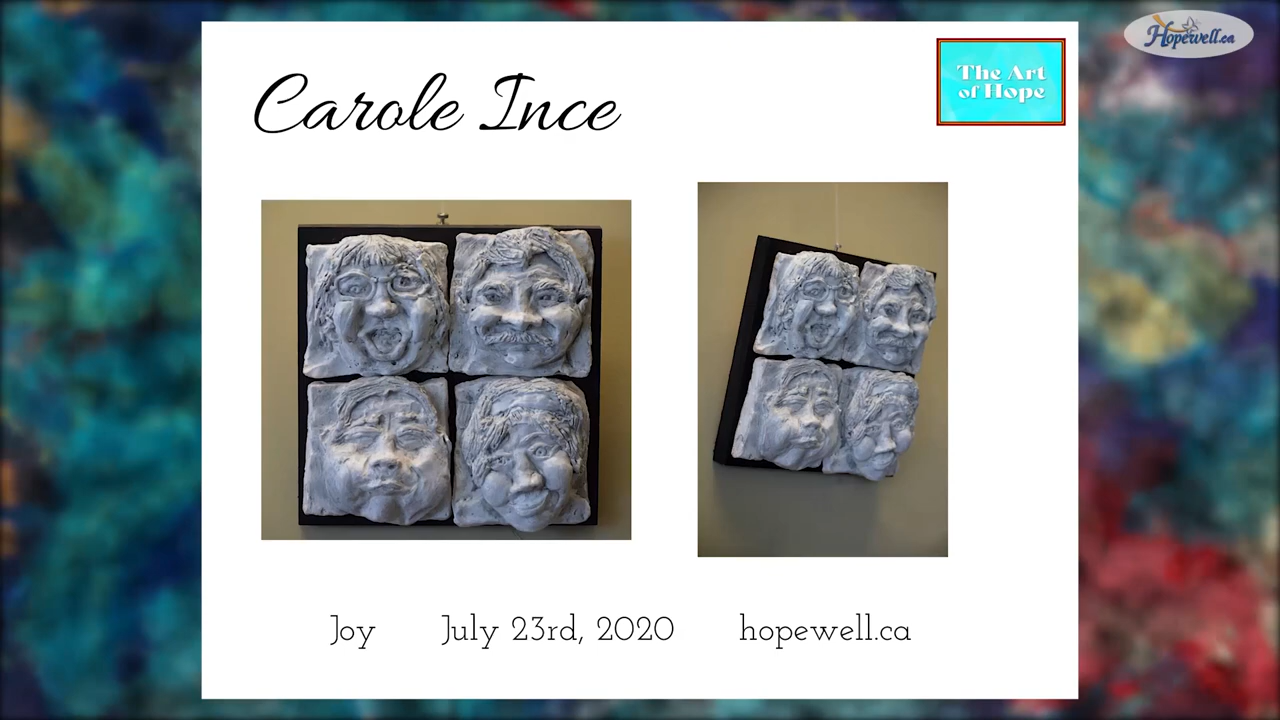 Hopewell.ca
The Art
of Hope
Carole Ince
Joy July 23rd, 2020 hopewell.ca